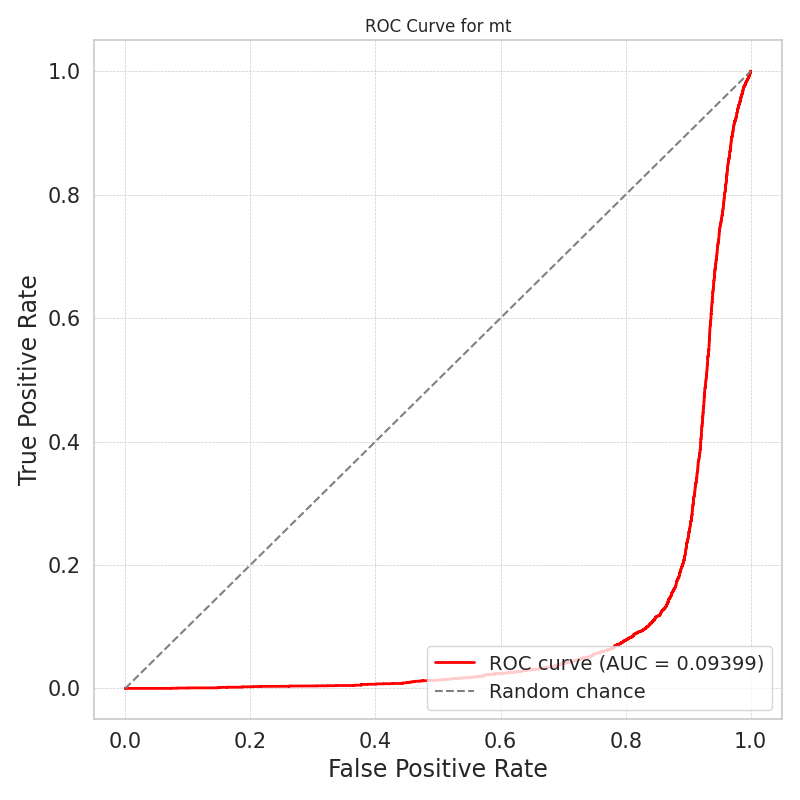 ROC Curve for mt
True Positive Rate
1.0
0.8
0.6
0.4
0.2
0.0
ROC curve (AUC = 0.09399)
Random chance
0.0 0.2 0.4 0.6 0.8 1.0
False Positive Rate